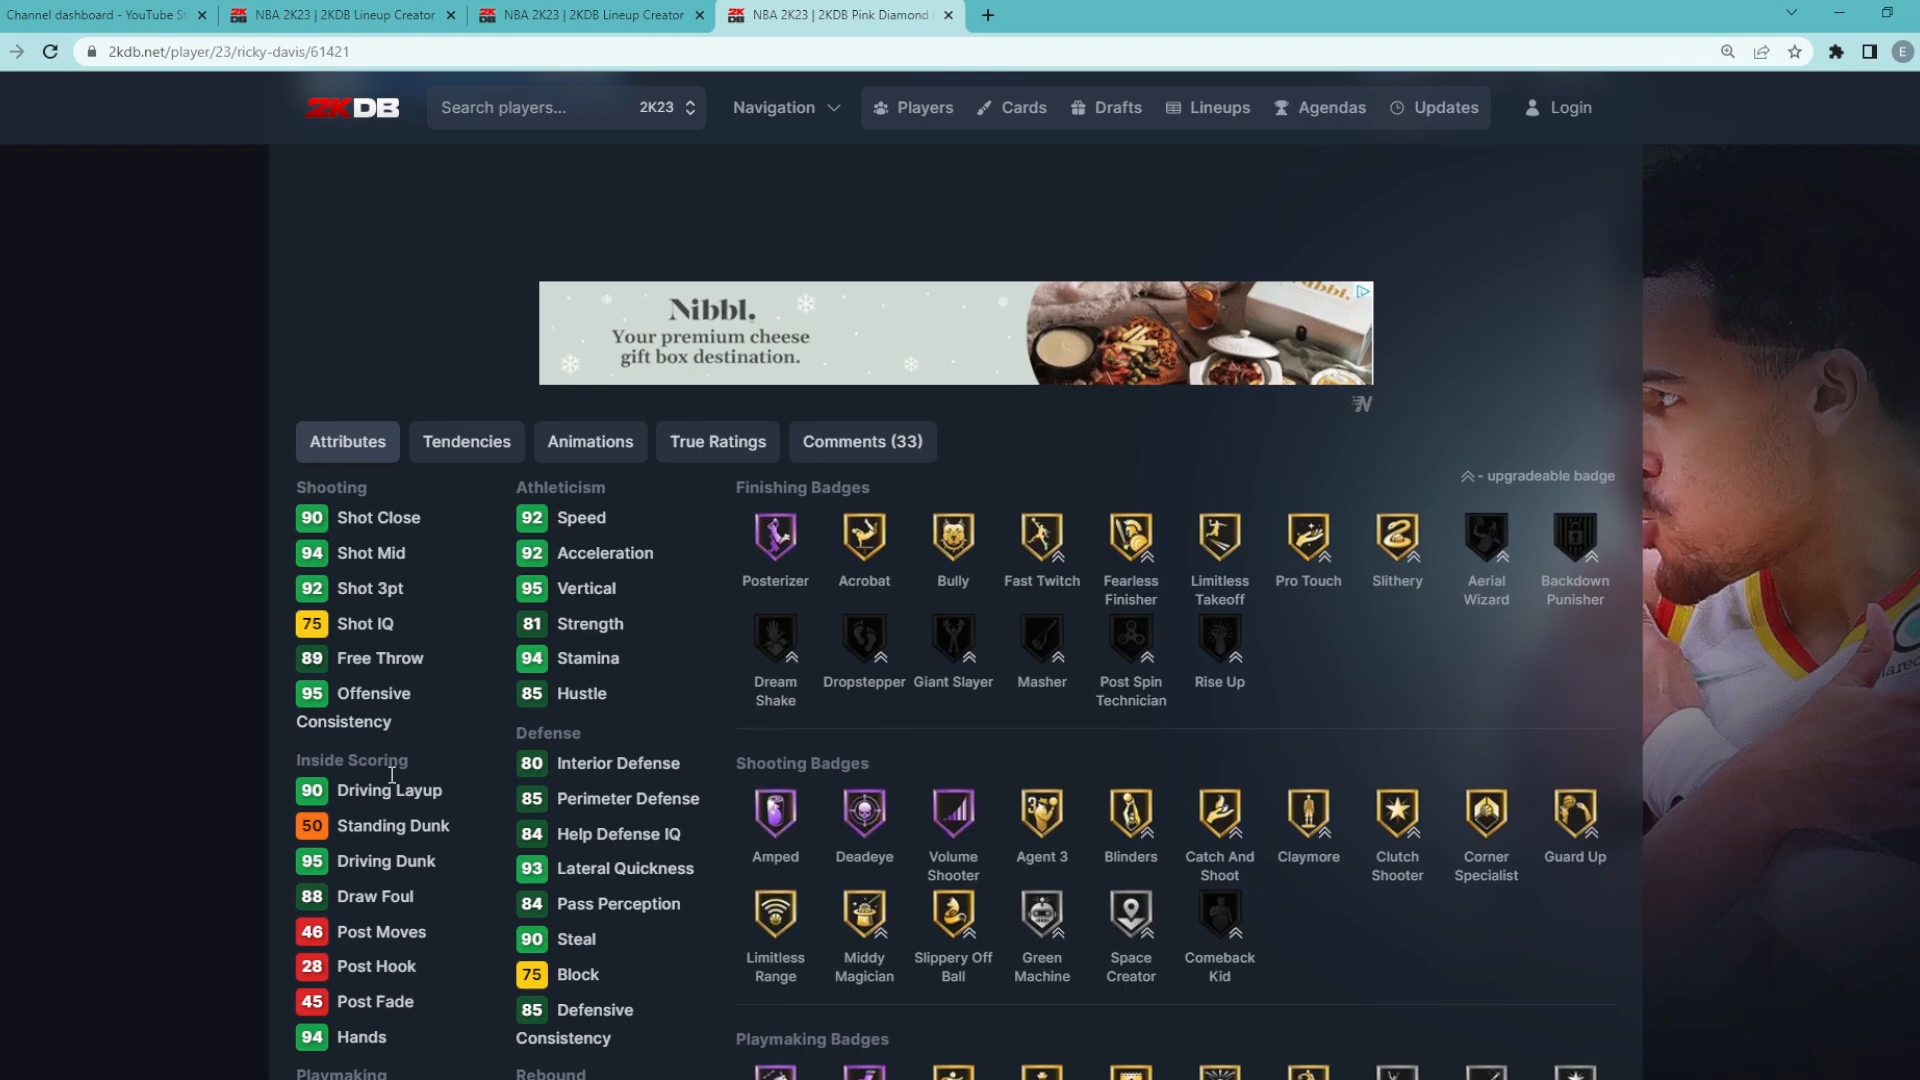 Channel dashboard - YouTube St
NBA 2K23 | 2KDB Lineup Creator
NBA 2K23 | 2KDB Lineup Creator
NBA 2K23 | 2KDB Pink Diamond
2kdb.net/player/23/ricky-davis/61421
E
2KDB
Search players...
2K23
Navigation
Players
Cards
Drafts
Lineups
Agendas
Updates
Login
Nibbl.
Your premium cheese
gift box destination.
Nibbl.
Attributes
Tendencies
Animations
True Ratings
Comments (33)
- upgradeable badge
Shooting
90 Shot Close
94 Shot Mid
92 Shot 3pt
75 Shot IQ
89 Free Throw
95 Offensive
Consistency
Inside Scoring
90 Driving Layup
50 Standing Dunk
95 Driving Dunk
88 Draw Foul
46 Post Moves
28 Post Hook
45 Post Fade
94 Hands
Playmaking
Athleticism
92 Speed
92 Acceleration
95 Vertical
81 Strength
94 Stamina
85 Hustle
Defense
80 Interior Defense
85 Perimeter Defense
84 Help Defense IQ
93 Lateral Quickness
84 Pass Perception
90 Steal
75 Block
85 Defensive
Consistency
Rebound
Finishing Badges
Posterizer
Acrobat
Bully
Fast Twitch
Fearless
Finisher
Limitless
Takeoff
Pro Touch
Slithery
Aerial
Wizard
Backdown
Punisher
Dream
Shake
Dropstepper
Giant Slayer
Masher
Post Spin
Technician
Rise Up
Shooting Badges
Amped
Deadeye
Volume
Shooter
Agent 3
Blinders
Catch And
Shoot
Claymore
Clutch
Shooter
Corner
Specialist
Guard Up
Limitless
Range
Middy
Magician
Slippery Off
Ball
Green
Machine
Space
Creator
Comeback
Kid
Playmaking Badges